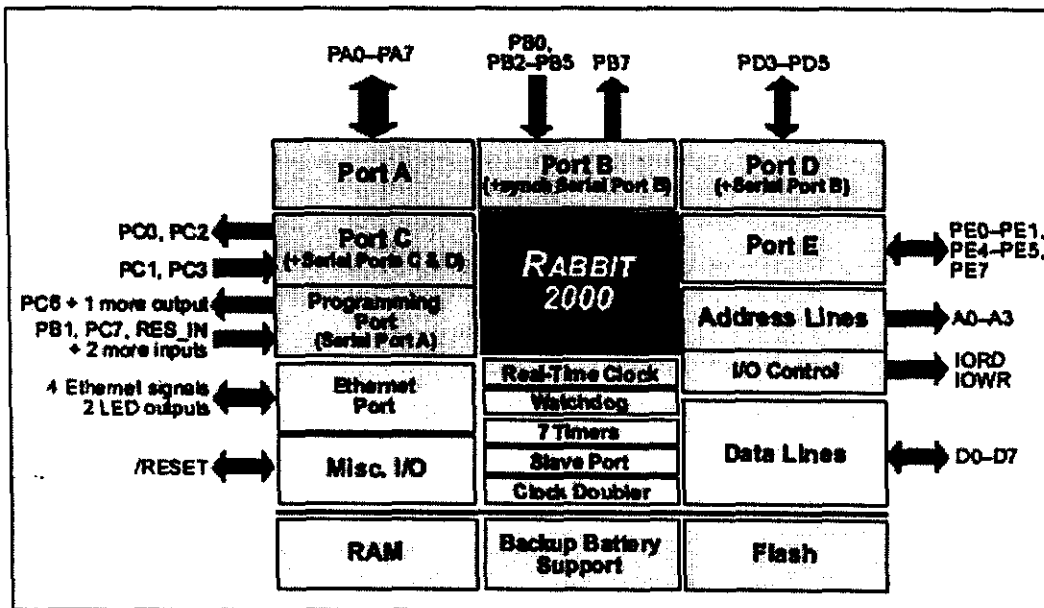 PA0–PA7
PB0,
PB2–PB5
PB7
PD3–PD5
Port A
Port B
(+synch Serial Port B)
Port D
(+Serial Port B)
PC0, PC2
PC1, PC3
Port C
(+Serial Ports C & D)
RABBIT
2000
Port E
PE0–PE1,
PE4–PE5,
PE7
PC6 + 1 more output
PB1, PC7, RES_IN
+ 2 more inputs
Programming
Port
(Serial Port A)
Address Lines
A0–A3
I/O Control
IORD
IOWR
4 Ethernet signals
2 LED outputs
Ethernet
Port
Real-Time Clock
Watchdog
7 Timers
Slave Port
Clock Doubler
Data Lines
D0–D7
/RESET
Misc. I/O
RAM
Backup Battery
Support
Flash